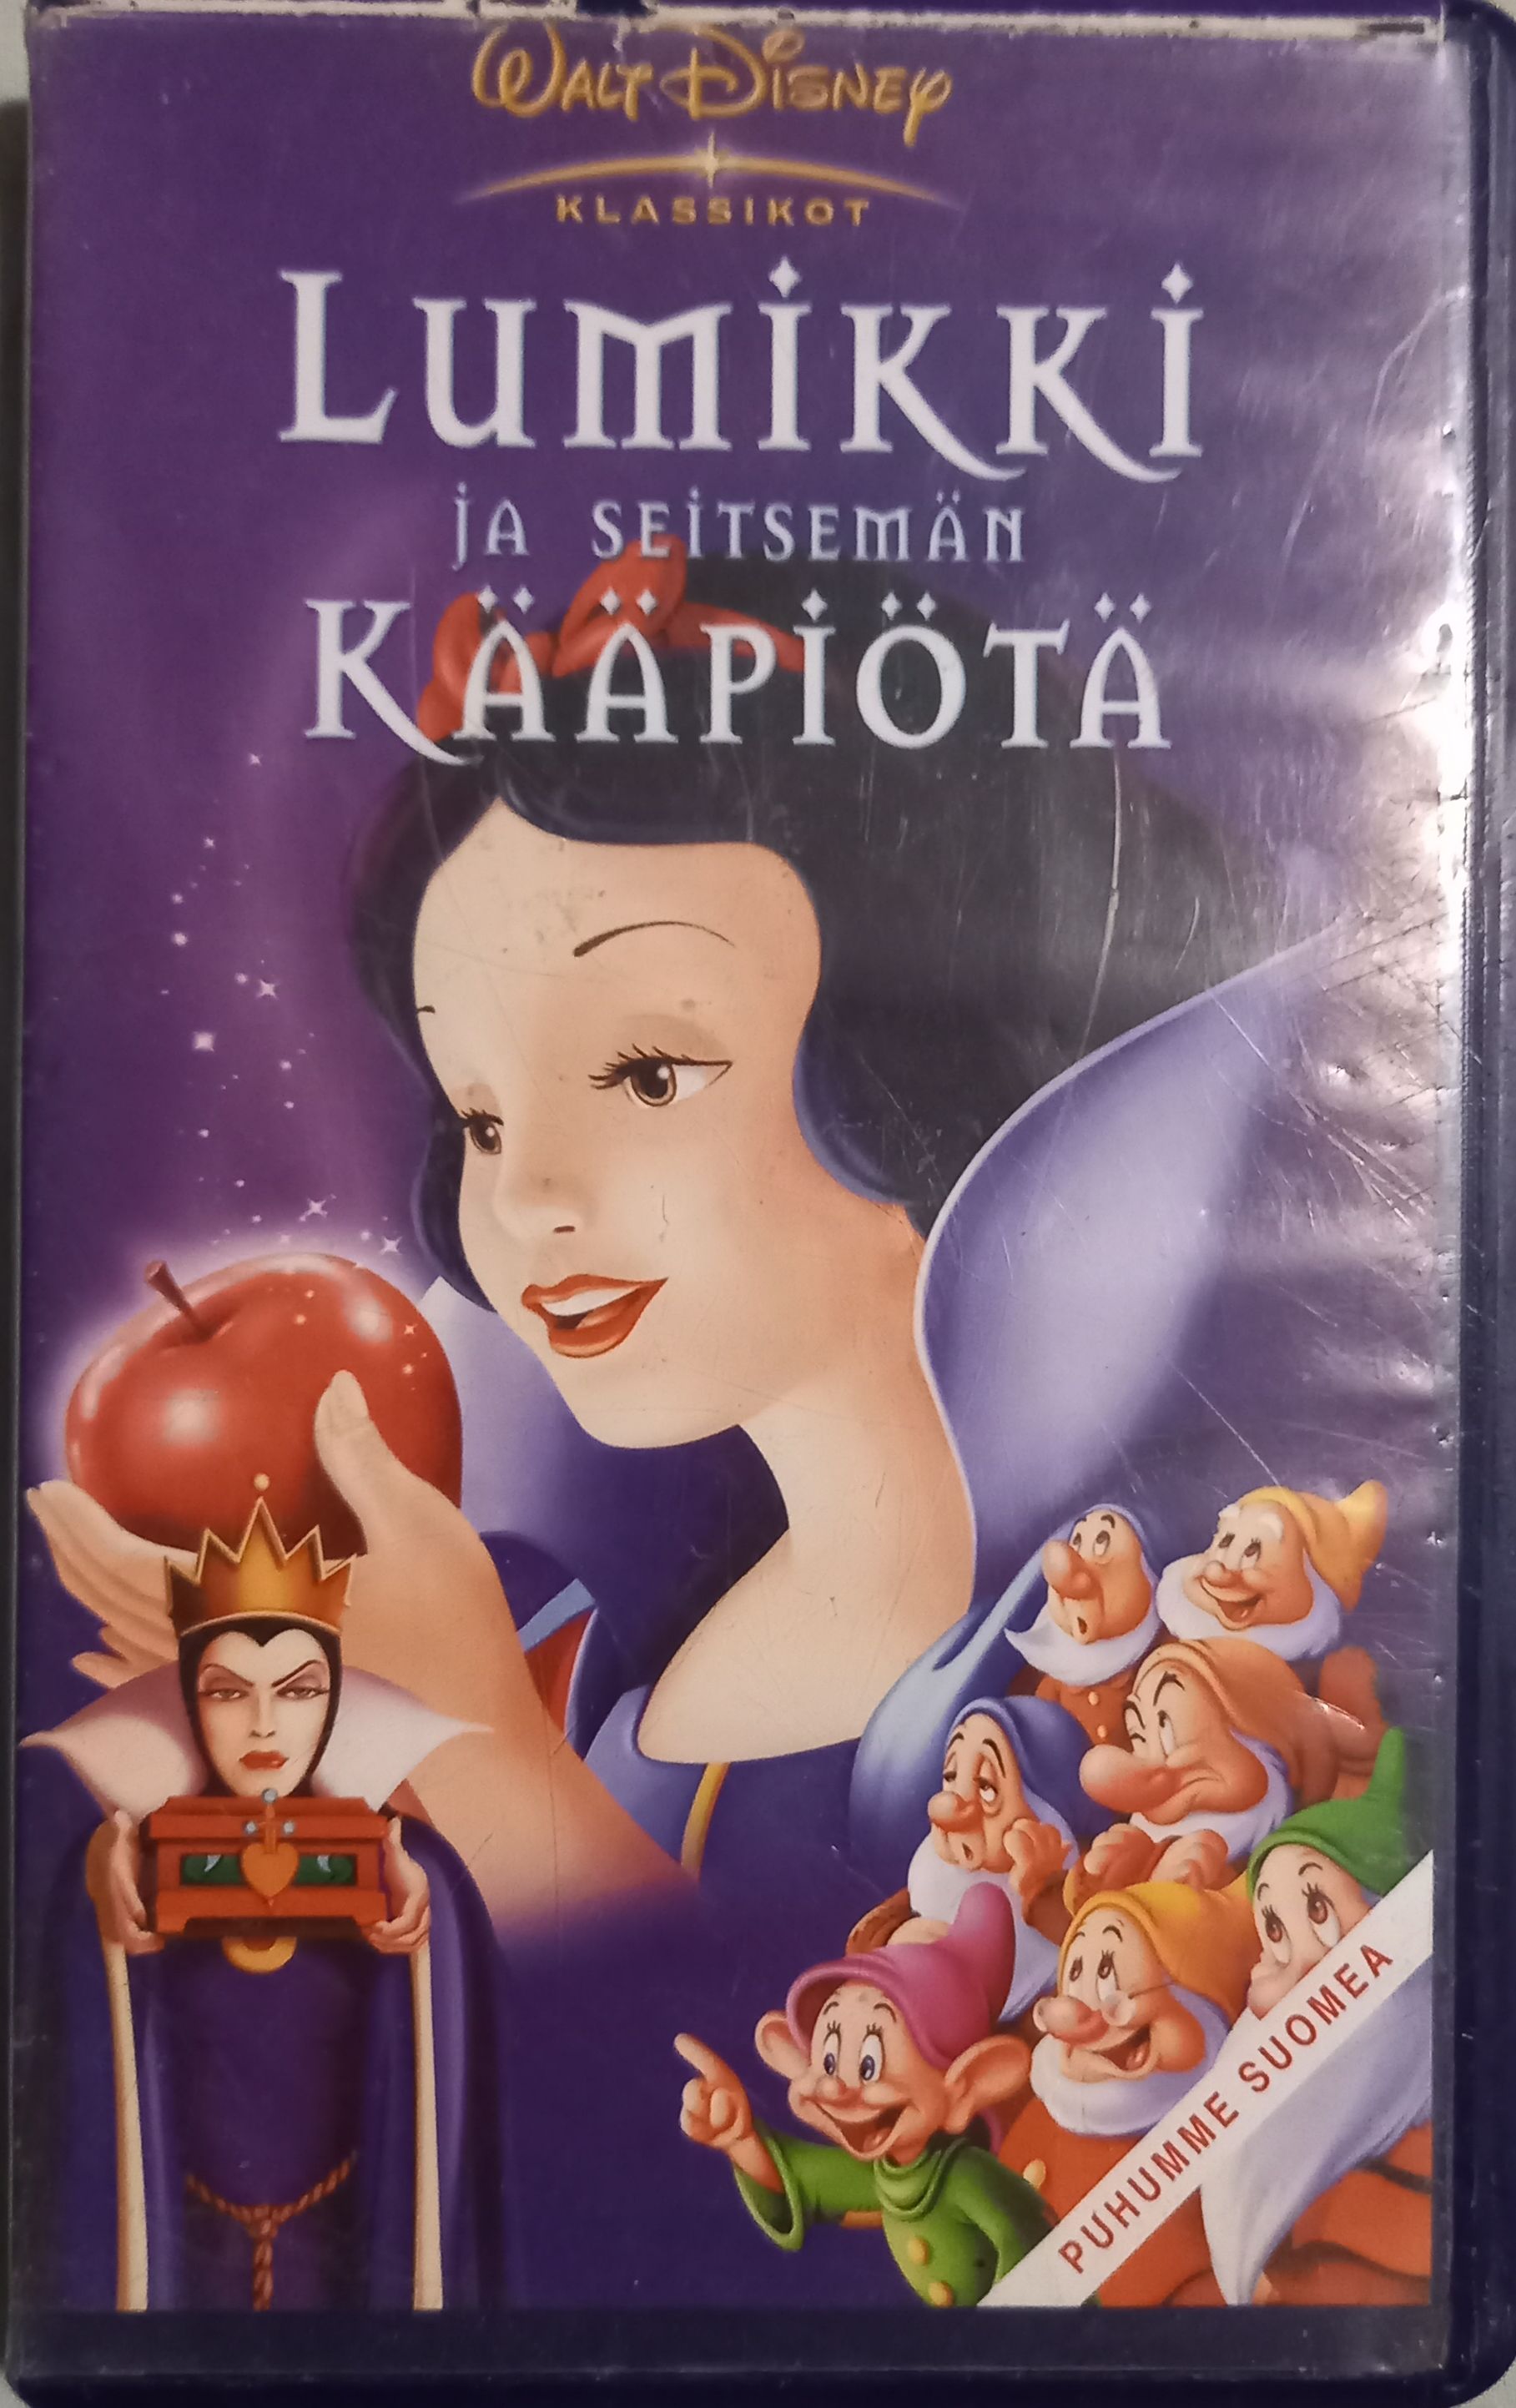 WALT DISNEY
KLASSIKOT
LUMIKKI
JA SEITSEMÄN
KÄÄPIÖTÄ
PUHUMME SUOMEA